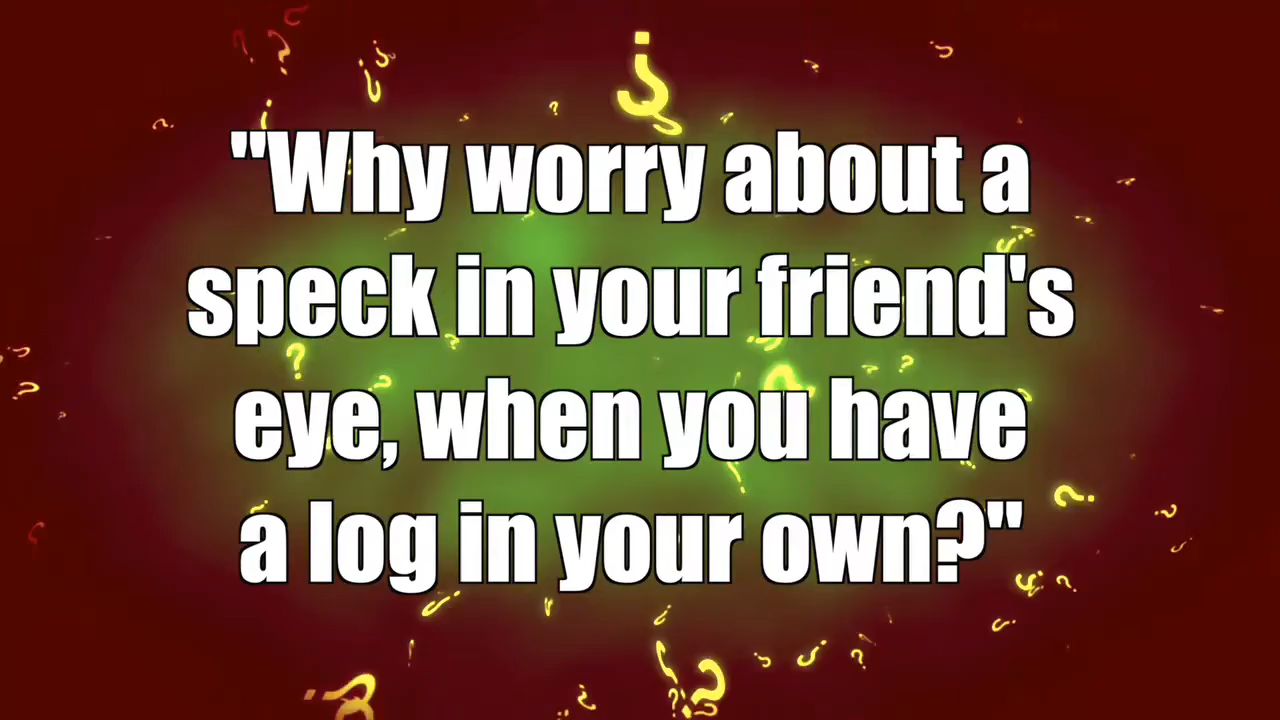 "Why worry about a
speck in your friend's
eye, when you have
a log in your own?"